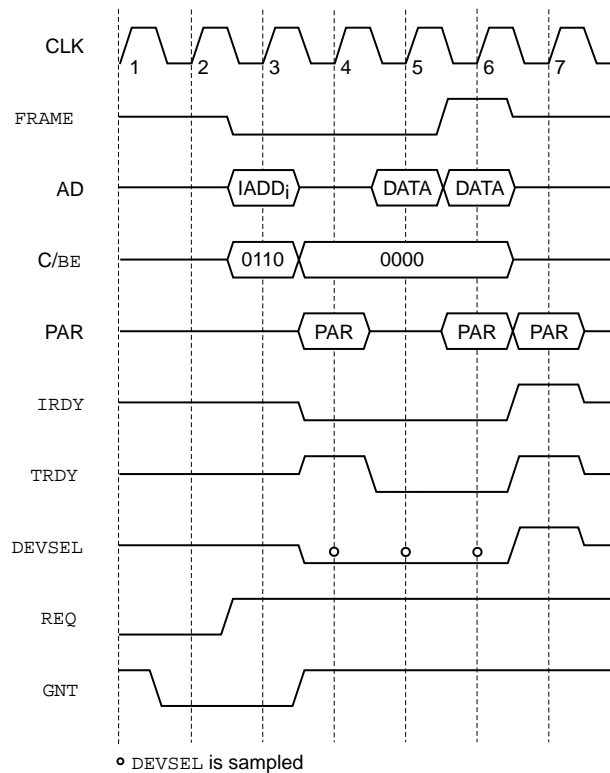 CLK
1 2 3 4 5 6 7
FRAME
AD IADDi DATA DATA
C/BE 0110 0000
PAR PAR PAR PAR
IRDY
TRDY
DEVSEL
REQ
GNT
DEVSEL is sampled